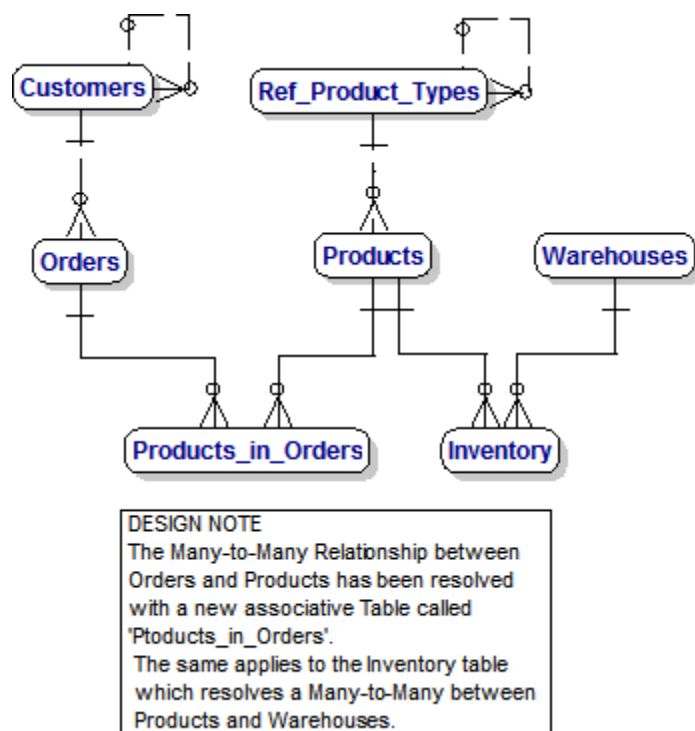 Customers
Ref_Product_Types
Orders
Products
Warehouses
Products_in_Orders
Inventory
DESIGN NOTE
The Many-to-Many Relationship between
Orders and Products has been resolved
with a new associative Table called
'Ptoducts_in_Orders'.
The same applies to the Inventory table
which resolves a Many-to-Many between
Products and Warehouses.